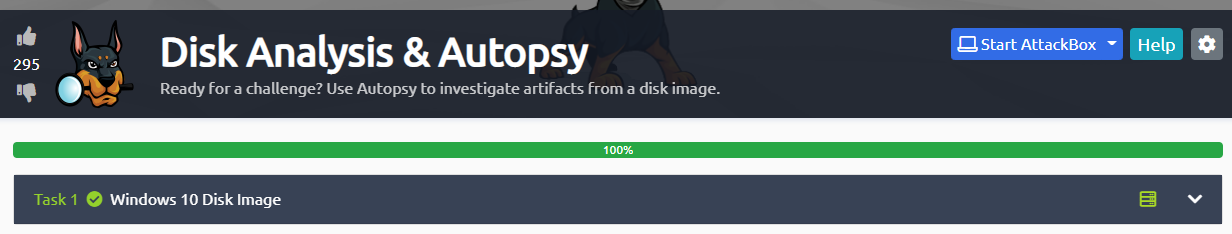 295
Disk Analysis & Autopsy
Ready for a challenge? Use Autopsy to investigate artifacts from a disk image.
Start AttackBox
Help
100%
Task 1 Windows 10 Disk Image